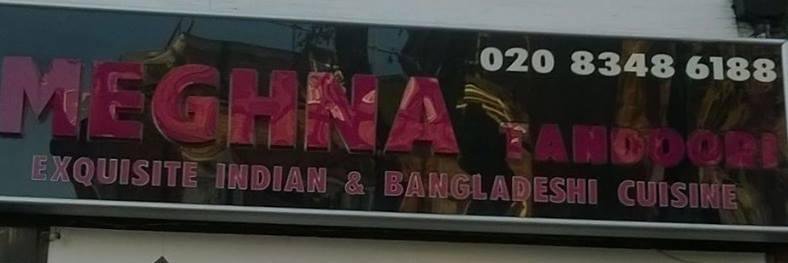 020 8348 6188
MEGHNA TANDOORI
EXQUISITE INDIAN & BANGLADESHI CUISINE